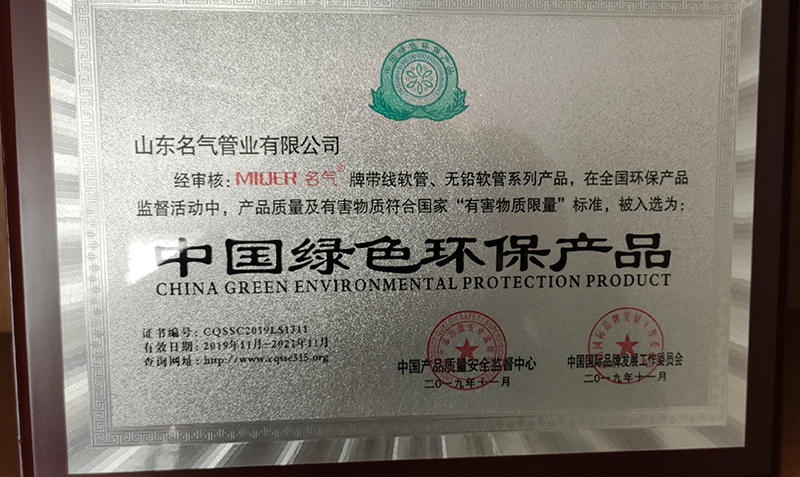 中国绿色环保产品
山东名气管业有限公司
经审核：MIQER 名气® 牌带线软管、无铅软管系列产品，在全国环保产品
监督活动中，产品质量及有害物质符合国家“有害物质限量”标准，被入选为：
中国绿色环保产品
CHINA GREEN ENVIRONMENTAL PROTECTION PRODUCT
证书编号：CQSSC2019LS1311
有效日期：2019年11月-2021年11月
查询网址：http://www.cqssc315.org
中国产品质量安全监督中心
二〇一九年十一月
中国国际品牌发展工作委员会
二〇一九年十一月